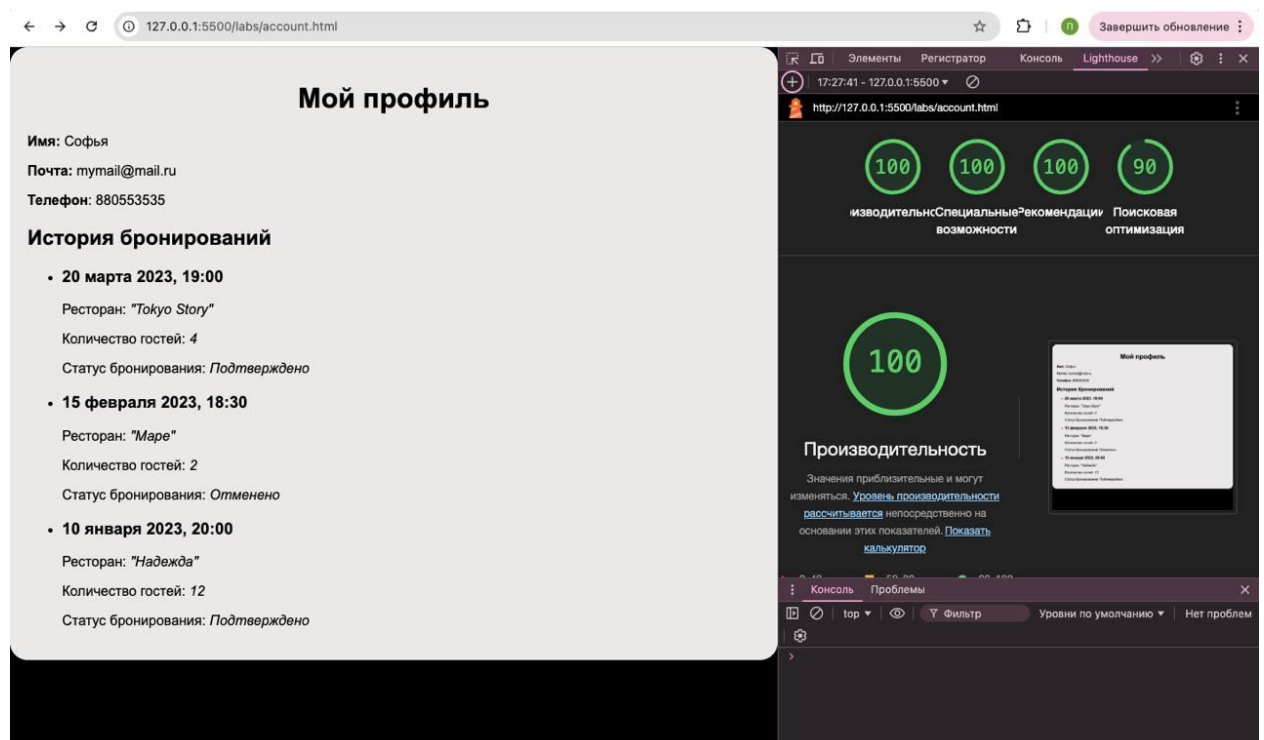 127.0.0.1:5500/labs/account.html
П
Завершить обновление
Мой профиль
Имя: Софья
Почта: mymail@mail.ru
Телефон: 880553535
История бронирований
• 20 марта 2023, 19:00
Ресторан: "Tokyo Story"
Количество гостей: 4
Статус бронирования: Подтверждено
• 15 февраля 2023, 18:30
Ресторан: "Маре"
Количество гостей: 2
Статус бронирования: Отменено
• 10 января 2023, 20:00
Ресторан: "Надежда"
Количество гостей: 12
Статус бронирования: Подтверждено
Элементы Регистратор Консоль Lighthouse
17:27:41 - 127.0.0.1:5500
http://127.0.0.1:5500/labs/account.html
100 100 100 90
изводительнс Специальные Рекомендации Поисковая
возможности оптимизация
100
Мой профиль
История бронирований
Производительность
Значения приблизительные и могут
изменяться. Уровень производительности
рассчитывается непосредственно на
основании этих показателей. Показать
калькулятор
Консоль Проблемы
top Фильтр Уровни по умолчанию Нет проблем